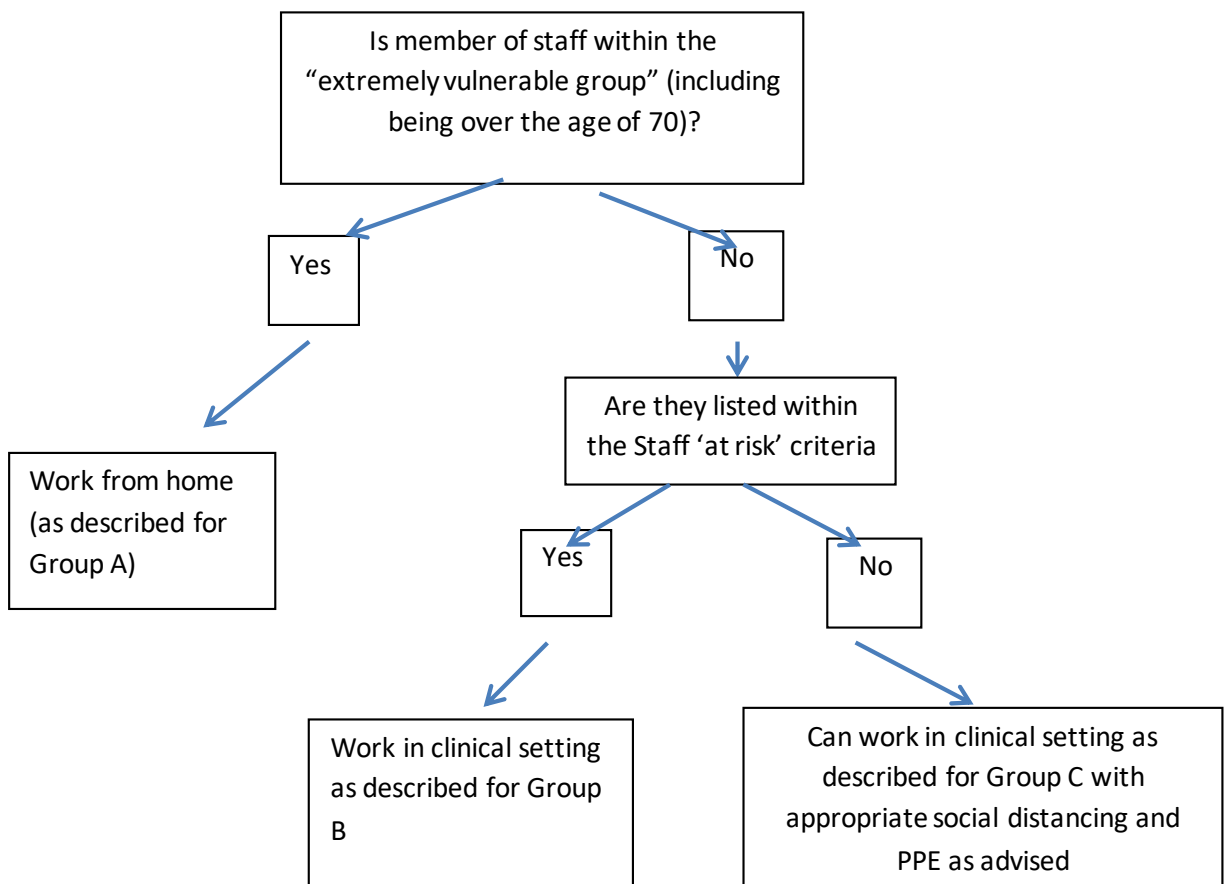 Is member of staff within the
“extremely vulnerable group” (including
being over the age of 70)?
Yes
No
Are they listed within
the Staff ‘at risk’ criteria
Work from home
(as described for
Group A)
Yes
No
Work in clinical setting
as described for Group
B
Can work in clinical setting as
described for Group C with
appropriate social distancing and
PPE as advised